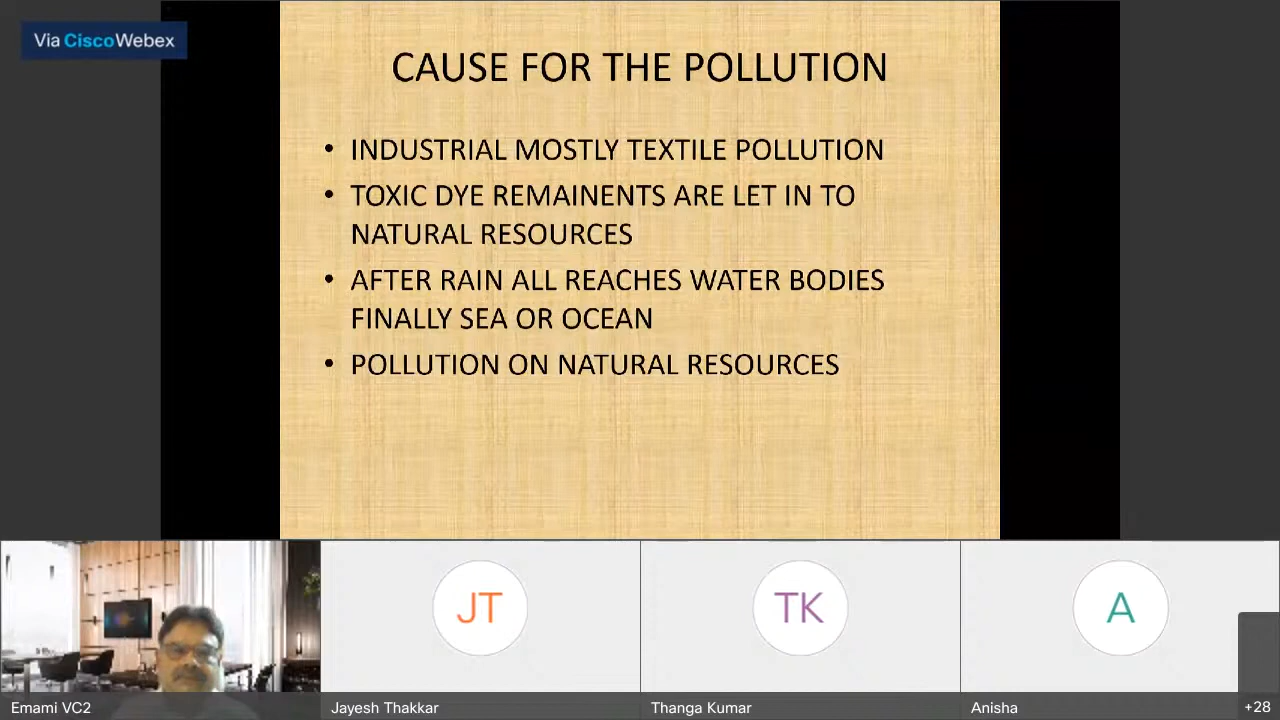 Via CiscoWebex
CAUSE FOR THE POLLUTION
• INDUSTRIAL MOSTLY TEXTILE POLLUTION
• TOXIC DYE REMAINENTS ARE LET IN TO
NATURAL RESOURCES
• AFTER RAIN ALL REACHES WATER BODIES
FINALLY SEA OR OCEAN
• POLLUTION ON NATURAL RESOURCES
JT
TK
A
Emami VC2
Jayesh Thakkar
Thanga Kumar
Anisha
+28